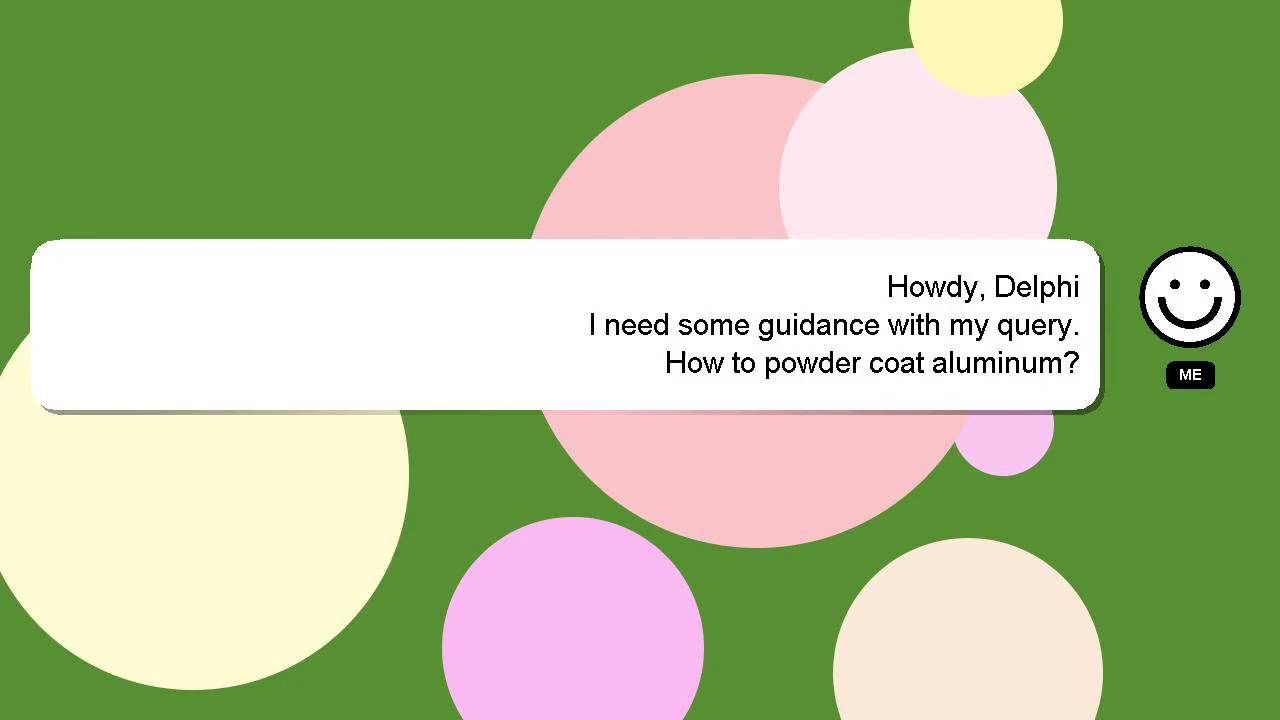 Howdy, Delphi
I need some guidance with my query.
How to powder coat aluminum?
ME